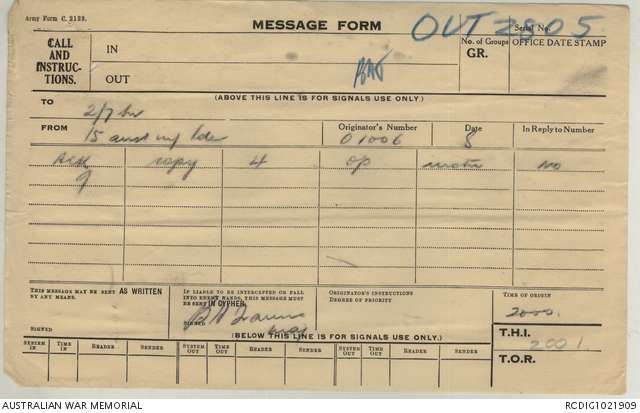 Army Form C. 2128.
MESSAGE FORM
OUT 2805
Serial No.
CALL AND INSTRUCTIONS.
IN
OUT
No. of Groups
GR.
OFFICE DATE STAMP
(ABOVE THIS LINE IS FOR SIGNALS USE ONLY)
TO
2/7 bn
FROM
15 aust inf bde
Originator's Number
O1006
Date
8
In Reply to Number
copy
4
op
No
THIS MESSAGE MAY BE SENT AS WRITTEN BY ANY MEANS.
SIGNED
IF LIABLE TO BE INTERCEPTED OR FALL INTO ENEMY HANDS, THIS MESSAGE MUST BE SENT IN CYPHER.
SIGNED
ORIGINATOR'S INSTRUCTIONS
DEGREE OF PRIORITY
TIME OF ORIGIN
2000.
T.H.I.
2001.
T.O.R.
(BELOW THIS LINE IS FOR SIGNALS USE ONLY.)
SYSTEM IN
TIME IN
READER
SENDER
SYSTEM OUT
TIME OUT
READER
SENDER
SYSTEM OUT
TIME OUT
READER
SENDER
AUSTRALIAN WAR MEMORIAL
RCDIG1021909